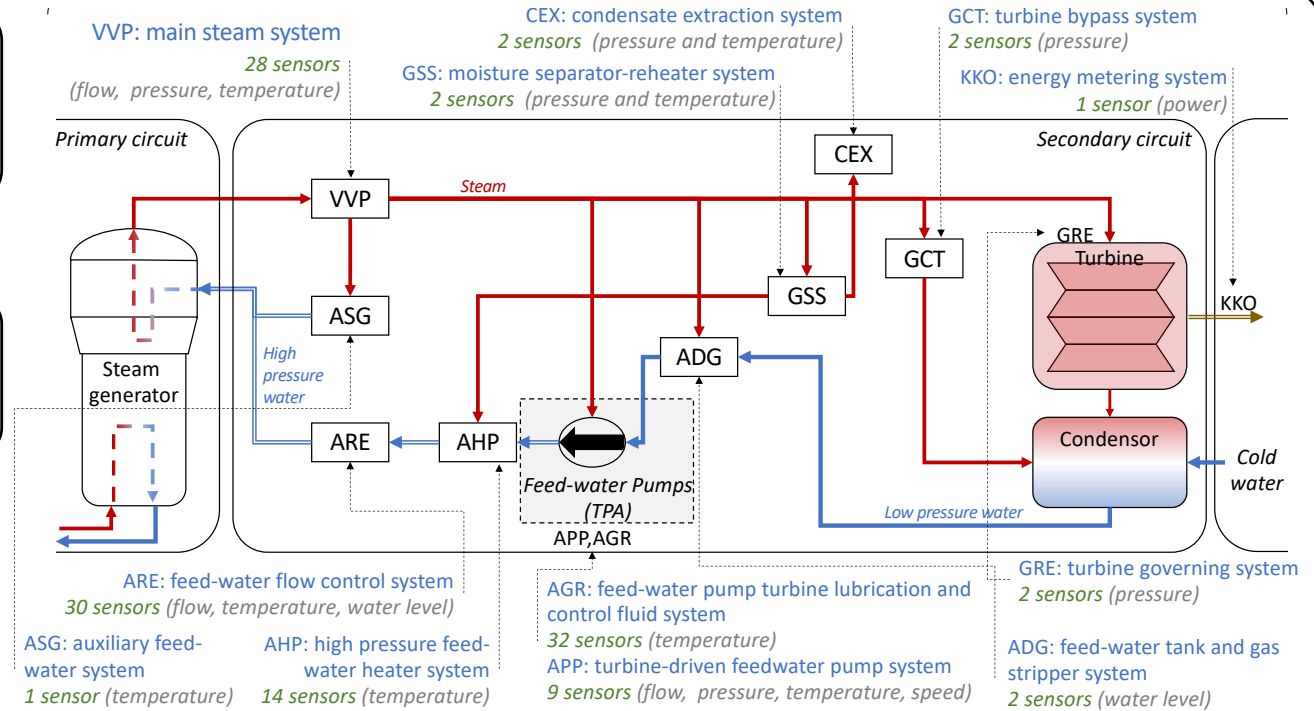 CEX: condensate extraction system
2 sensors (pressure and temperature)
GCT: turbine bypass system
2 sensors (pressure)
VVP: main steam system
28 sensors
(flow, pressure, temperature)
GSS: moisture separator-reheater system
2 sensors (pressure and temperature)
KKO: energy metering system
1 sensor (power)
Primary circuit
Secondary circuit
CEX
VVP
Steam
GRE
Turbine
GCT
GSS
KKO
ASG
ADG
High
pressure
water
Steam
generator
ARE
AHP
Condensor
Cold
water
Feed-water Pumps
(TPA)
Low pressure water
APP,AGR
ARE: feed-water flow control system
30 sensors (flow, temperature, water level)
AGR: feed-water pump turbine lubrication and
control fluid system
32 sensors (temperature)
GRE: turbine governing system
2 sensors (pressure)
ASG: auxiliary feed-
water system
1 sensor (temperature)
AHP: high pressure feed-
water heater system
14 sensors (temperature)
APP: turbine-driven feedwater pump system
9 sensors (flow, pressure, temperature, speed)
ADG: feed-water tank and gas
stripper system
2 sensors (water level)